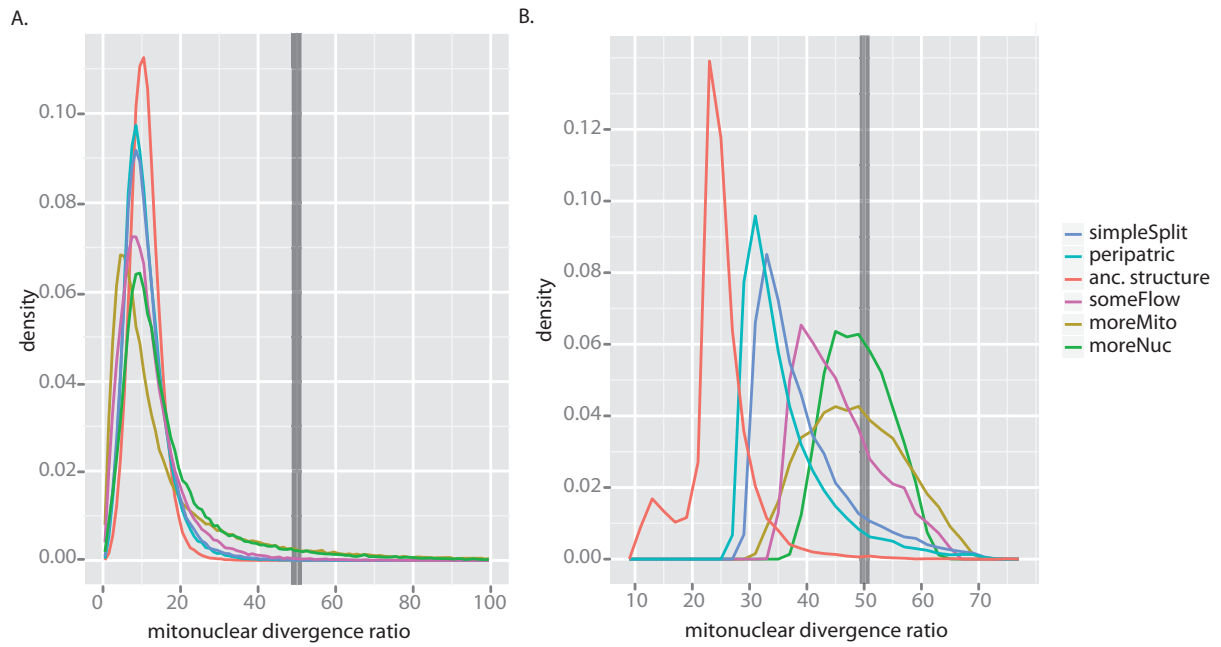 A.
density
0.10
0.08
0.06
0.04
0.02
0.00
0
20
40
60
80
100
mitonuclear divergence ratio
B.
density
0.12
0.10
0.08
0.06
0.04
0.02
0.00
10
20
30
40
50
60
70
mitonuclear divergence ratio
simpleSplit
peripatric
anc. structure
someFlow
moreMito
moreNuc